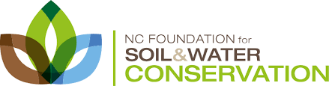 NC FOUNDATION for
SOIL&WATER
CONSERVATION